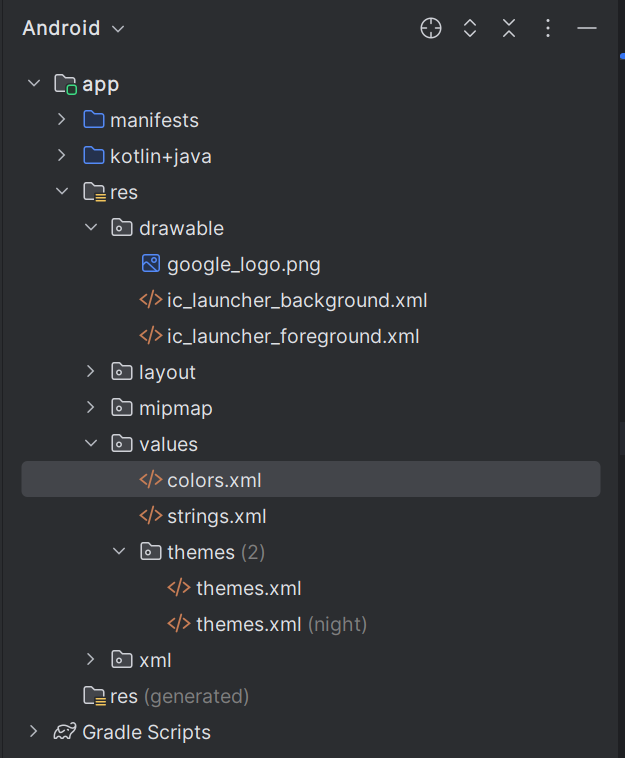 Android
app
manifests
kotlin+java
res
drawable
google_logo.png
ic_launcher_background.xml
ic_launcher_foreground.xml
layout
mipmap
values
colors.xml
strings.xml
themes (2)
themes.xml
themes.xml (night)
xml
res (generated)
Gradle Scripts